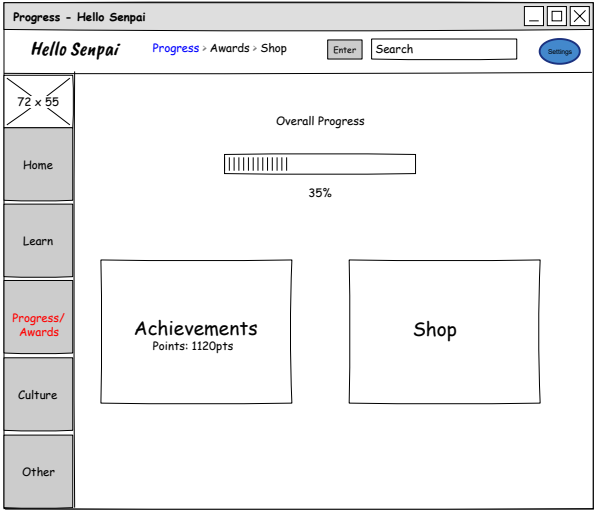 Progress - Hello Senpai
Hello Senpai
Progress > Awards > Shop
Enter
Search
Settings
72 x 55
Home
Learn
Progress/
Awards
Culture
Other
Overall Progress
35%
Achievements
Points: 1120pts
Shop